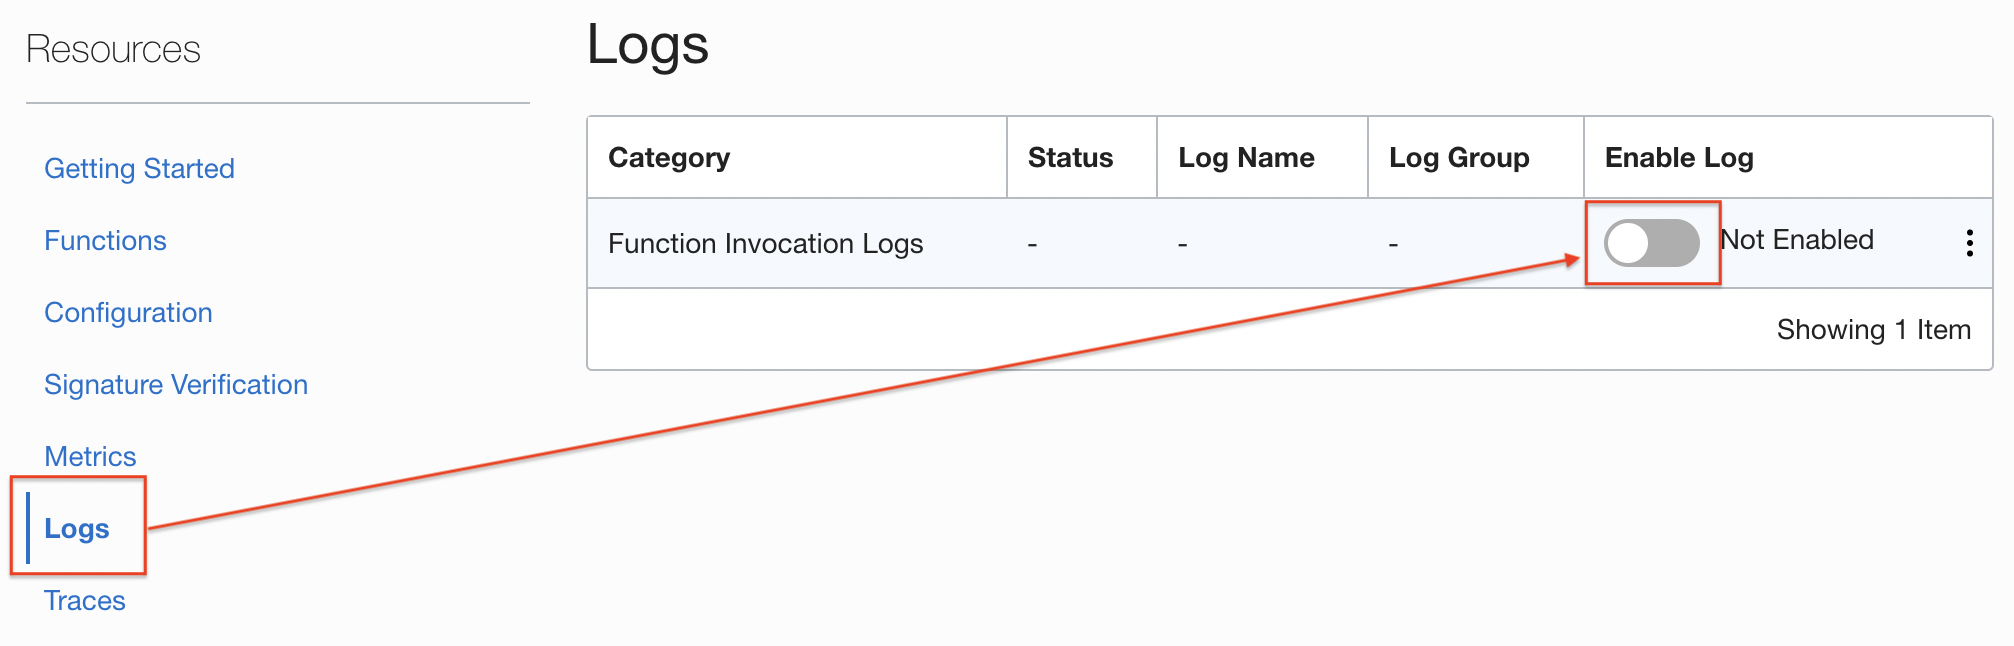 Resources
Getting Started
Functions
Configuration
Signature Verification
Metrics
Logs
Traces
Logs
Category Status Log Name Log Group Enable Log
Function Invocation Logs - - - Not Enabled
Showing 1 Item